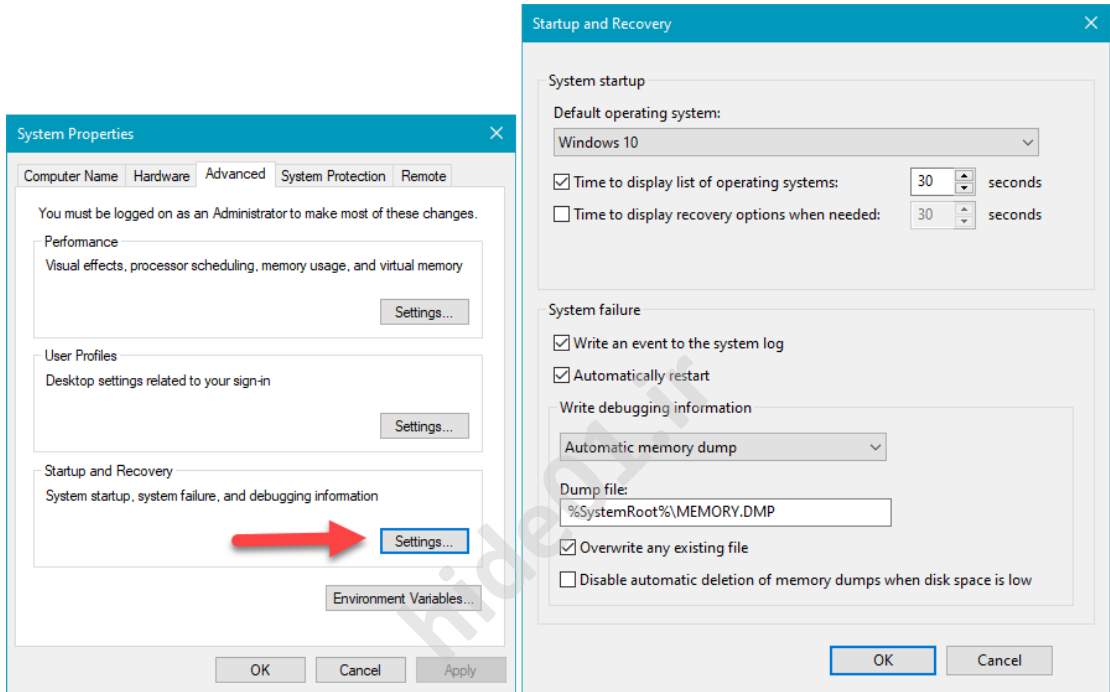 System Properties
Computer Name Hardware Advanced System Protection Remote
You must be logged on as an Administrator to make most of these changes.
Performance
Visual effects, processor scheduling, memory usage, and virtual memory
Settings...
User Profiles
Desktop settings related to your sign-in
Settings...
Startup and Recovery
System startup, system failure, and debugging information
Settings...
Environment Variables...
OK Cancel Apply
Startup and Recovery
System startup
Default operating system:
Windows 10
Time to display list of operating systems: 30 seconds
Time to display recovery options when needed: 30 seconds
System failure
Write an event to the system log
Automatically restart
Write debugging information
Automatic memory dump
Dump file:
%SystemRoot%\MEMORY.DMP
Overwrite any existing file
Disable automatic deletion of memory dumps when disk space is low
OK Cancel
hide01.ir